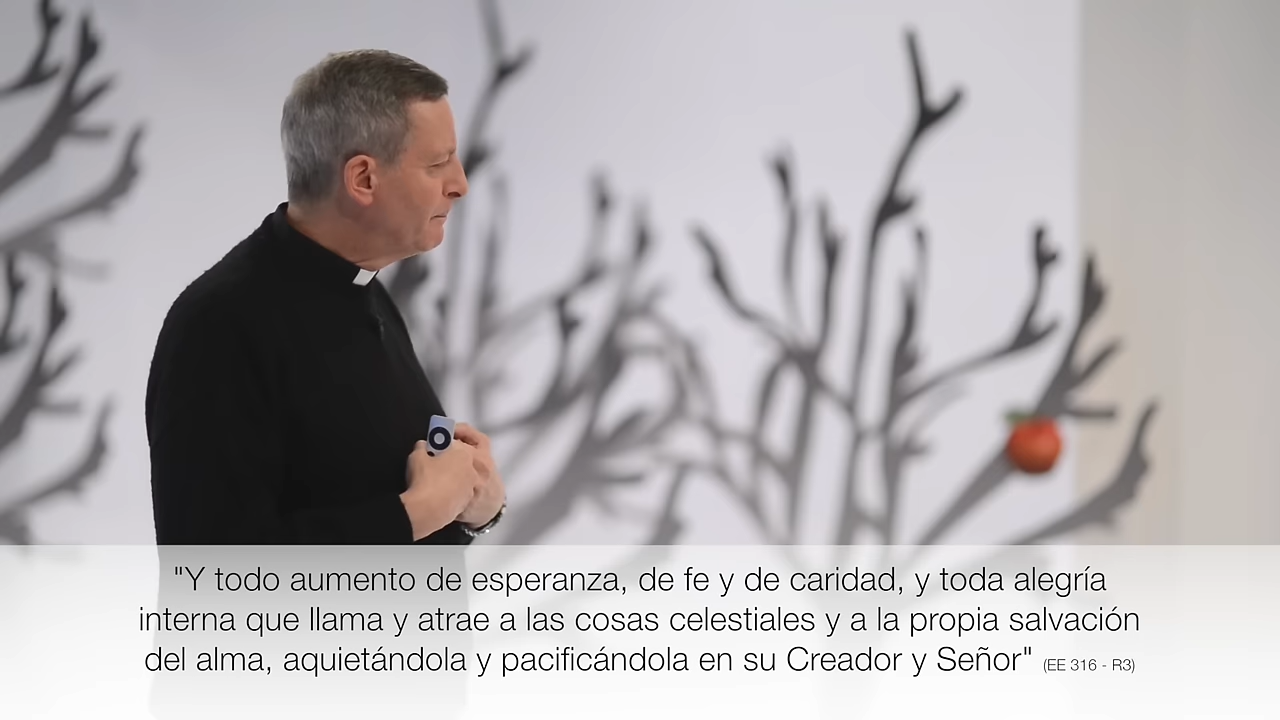 "Y todo aumento de esperanza, de fe y de caridad, y toda alegría
interna que llama y atrae a las cosas celestiales y a la propia salvación
del alma, aquietándola y pacificándola en su Creador y Señor" (EE 316 - R3)